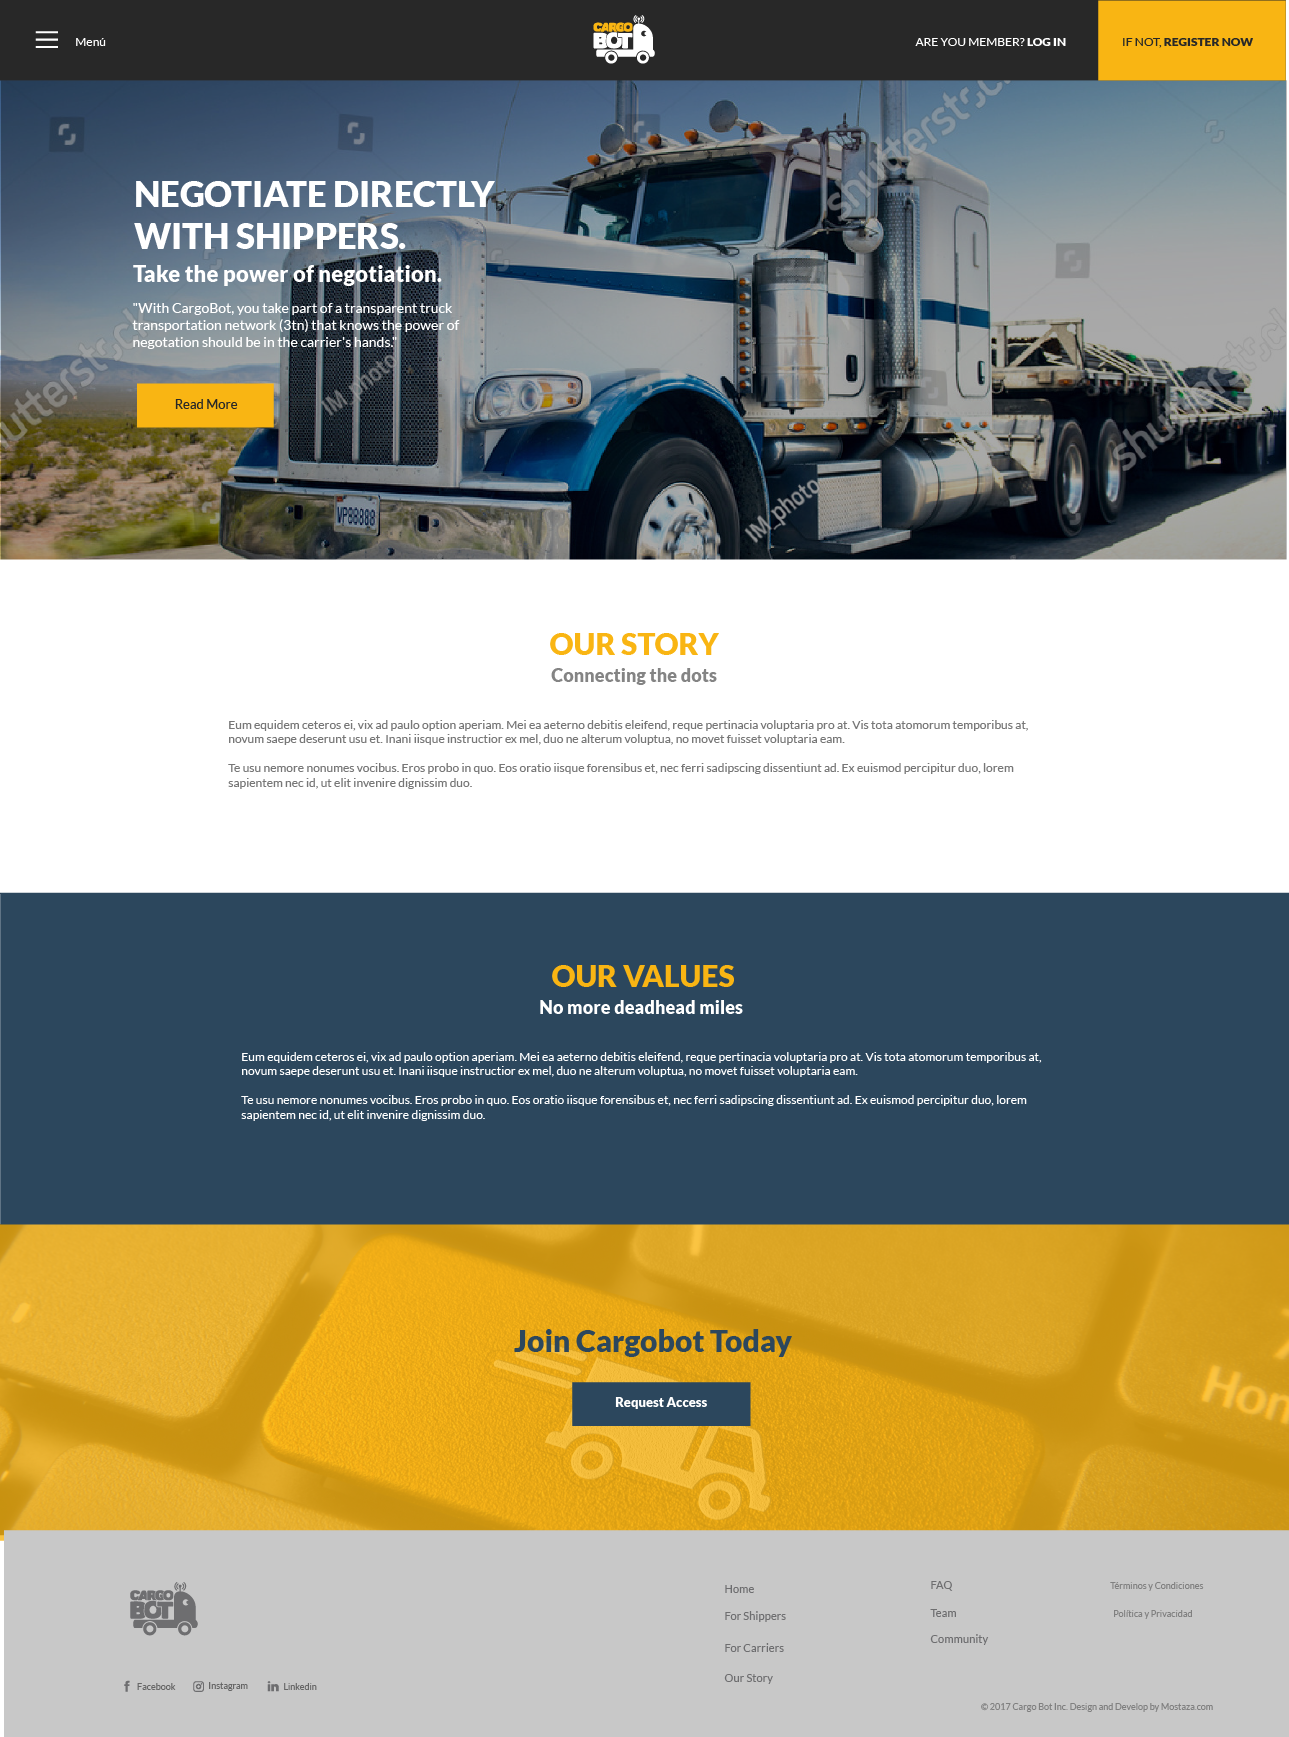 Menú
CARGO
BOT
ARE YOU MEMBER? LOG IN
IF NOT, REGISTER NOW
shutterstock
NEGOTIATE DIRECTLY
WITH SHIPPERS.
Take the power of negotiation.
"With CargoBot, you take part of a transparent truck
transportation network (3tn) that knows the power of
negotation should be in the carrier's hands."
Read More
IM_photo
IM_photo
OUR STORY
Connecting the dots
Eum equidem ceteros ei, vix ad paulo option aperiam. Mei ea aeterno debitis eleifend, reque pertinacia voluptaria pro at. Vis tota atomorum temporibus at,
novum saepe deserunt usu et. Inani iisque instructior ex mel, duo ne alterum voluptua, no movet fuisset voluptaria eam.
Te usu nemore nonumes vocibus. Eros probo in quo. Eos oratio iisque forensibus et, nec ferri sadipscing dissentiunt ad. Ex euismod percipitur duo, lorem
sapientem nec id, ut elit invenire dignissim duo.
OUR VALUES
No more deadhead miles
Eum equidem ceteros ei, vix ad paulo option aperiam. Mei ea aeterno debitis eleifend, reque pertinacia voluptaria pro at. Vis tota atomorum temporibus at,
novum saepe deserunt usu et. Inani iisque instructior ex mel, duo ne alterum voluptua, no movet fuisset voluptaria eam.
Te usu nemore nonumes vocibus. Eros probo in quo. Eos oratio iisque forensibus et, nec ferri sadipscing dissentiunt ad. Ex euismod percipitur duo, lorem
sapientem nec id, ut elit invenire dignissim duo.
Join Cargobot Today
Request Access
Hom
CARGO
BOT
Facebook
Instagram
Linkedin
Home
For Shippers
For Carriers
Our Story
FAQ
Team
Community
Términos y Condiciones
Política y Privacidad
© 2017 Cargo Bot Inc. Design and Develop by Mostaza.com